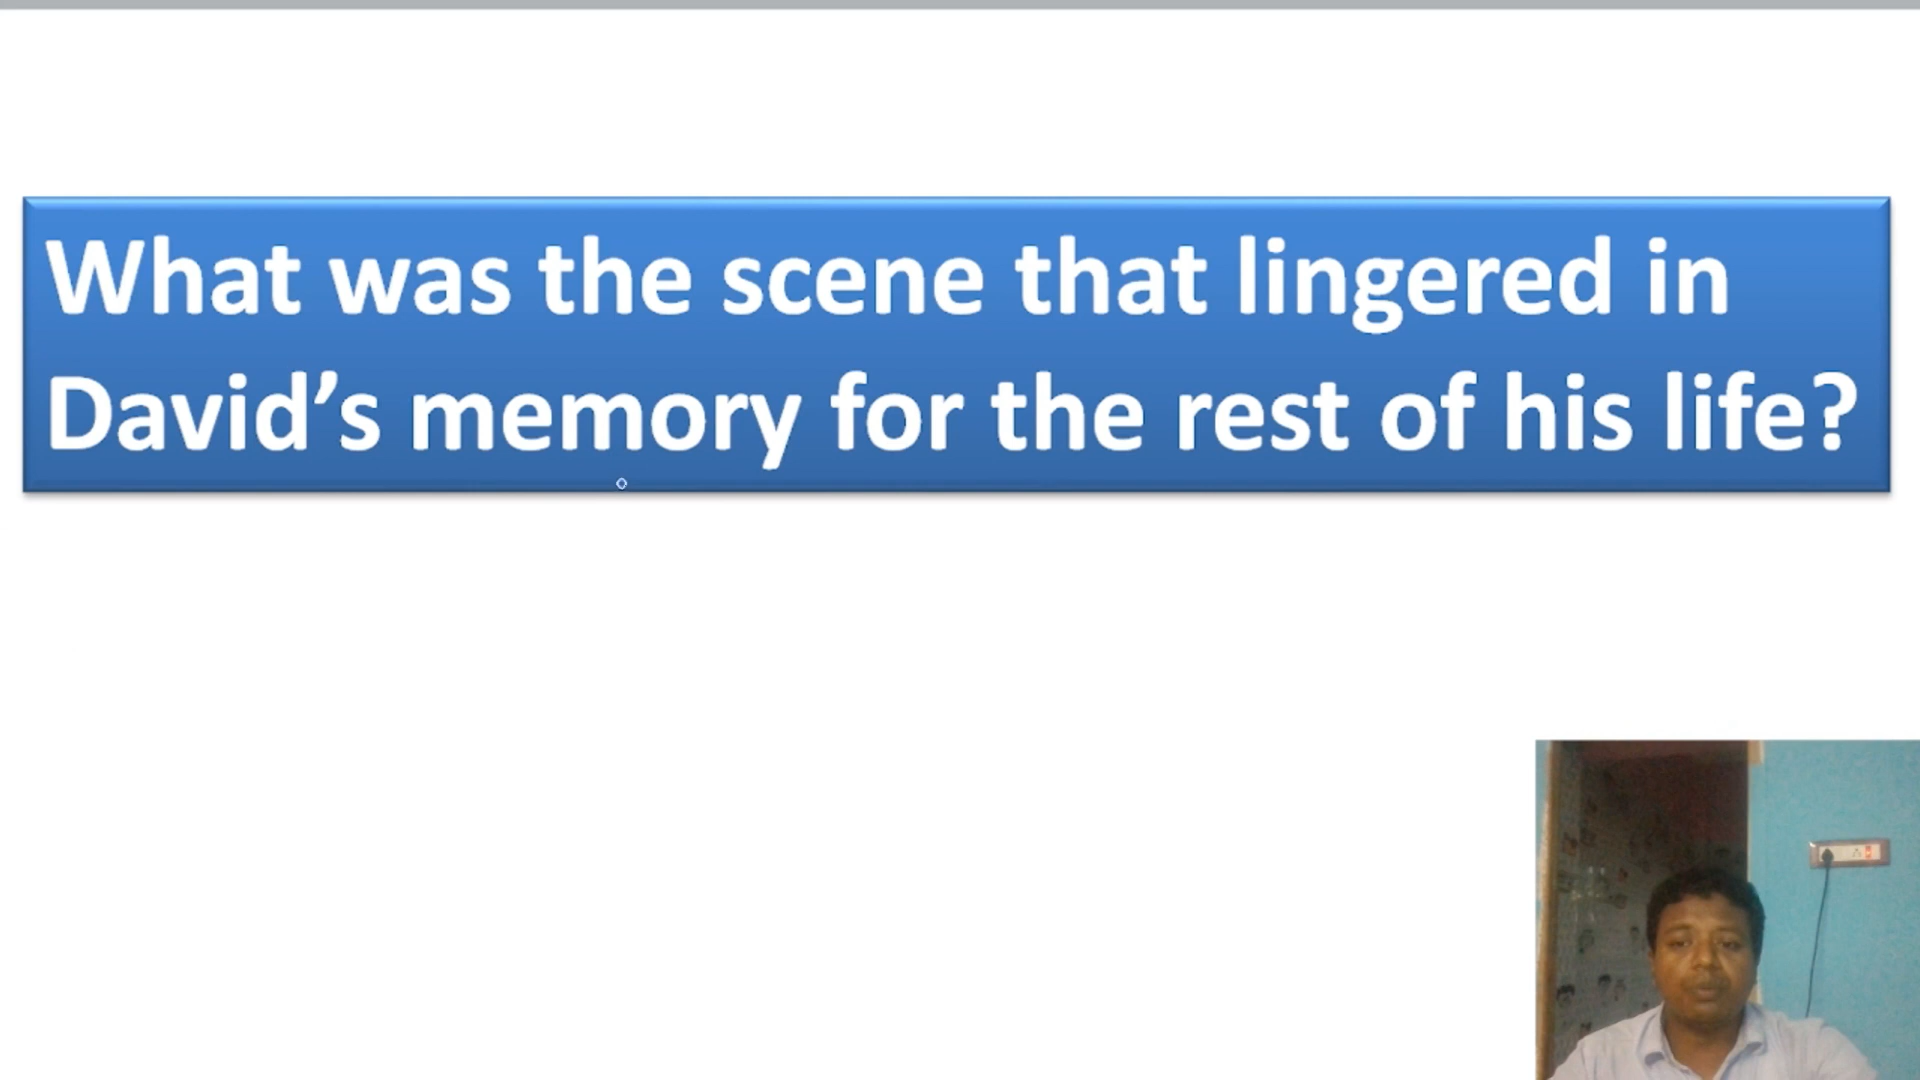 What was the scene that lingered in
David’s memory for the rest of his life?